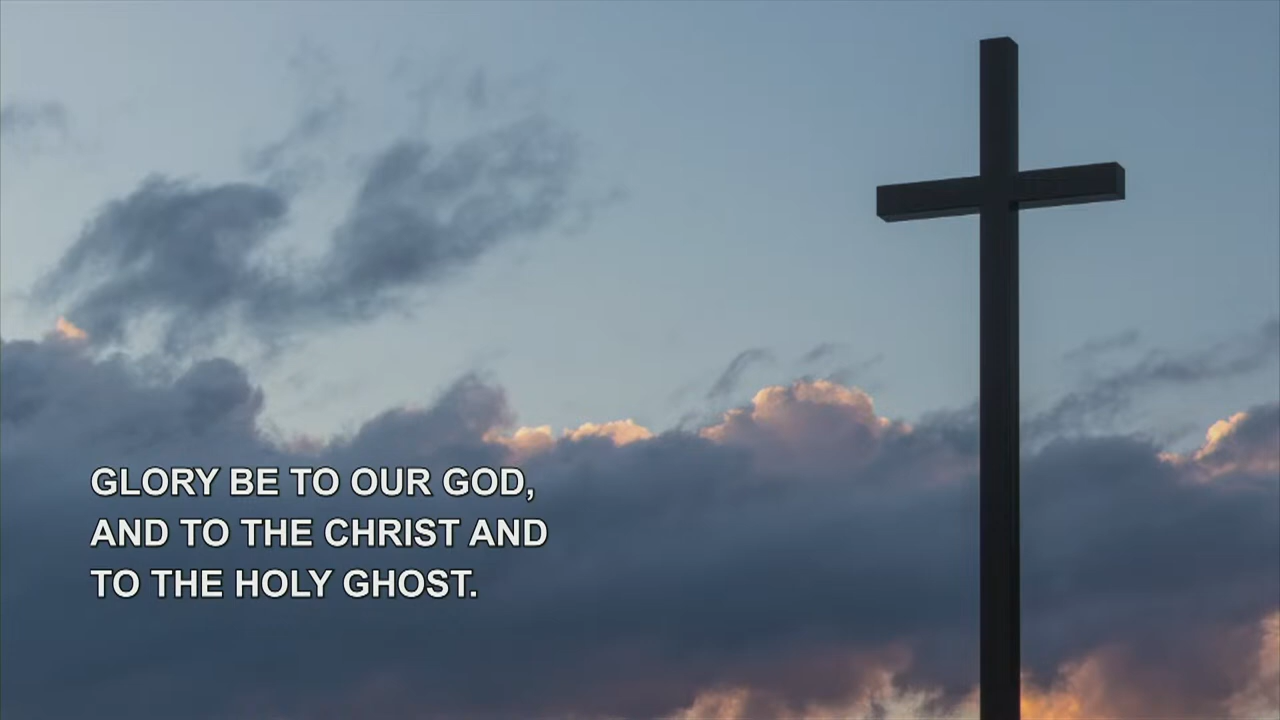 GLORY BE TO OUR GOD,
AND TO THE CHRIST AND
TO THE HOLY GHOST.